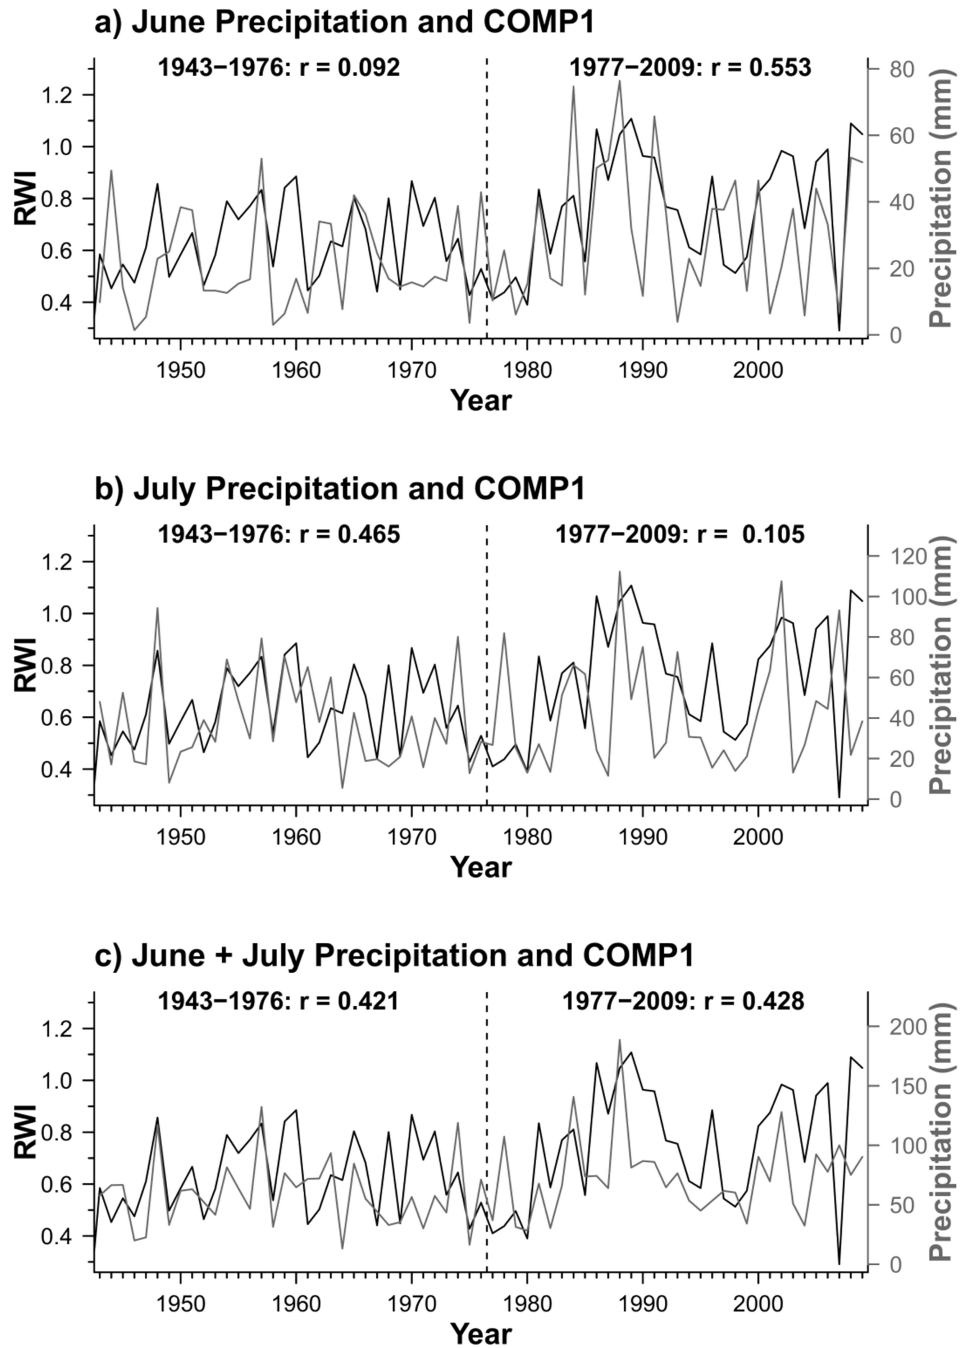 a) June Precipitation and COMP1
1943−1976: r = 0.092
1977−2009: r = 0.553
RWI
1.2
1.0
0.8
0.6
0.4
80
60
40
20
0
Precipitation (mm)
1950 1960 1970 1980 1990 2000
Year
b) July Precipitation and COMP1
1943−1976: r = 0.465
1977−2009: r = 0.105
RWI
1.2
1.0
0.8
0.6
0.4
120
100
80
60
40
20
0
Precipitation (mm)
1950 1960 1970 1980 1990 2000
Year
c) June + July Precipitation and COMP1
1943−1976: r = 0.421
1977−2009: r = 0.428
RWI
1.2
1.0
0.8
0.6
0.4
200
150
100
50
0
Precipitation (mm)
1950 1960 1970 1980 1990 2000
Year